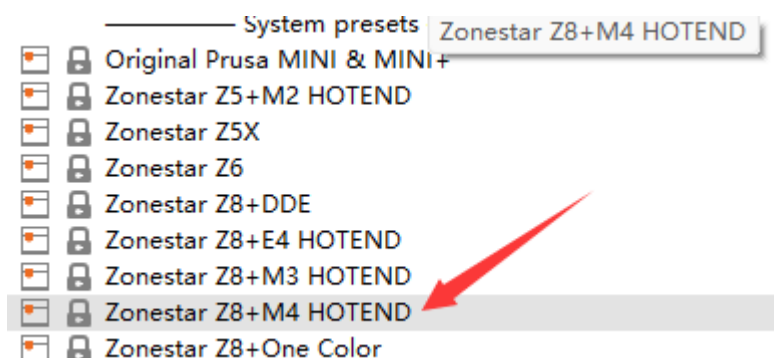 System presets
Zonestar Z8+M4 HOTEND
Original Prusa MINI & MINI+
Zonestar Z5+M2 HOTEND
Zonestar Z5X
Zonestar Z6
Zonestar Z8+DDE
Zonestar Z8+E4 HOTEND
Zonestar Z8+M3 HOTEND
Zonestar Z8+M4 HOTEND
Zonestar Z8+One Color